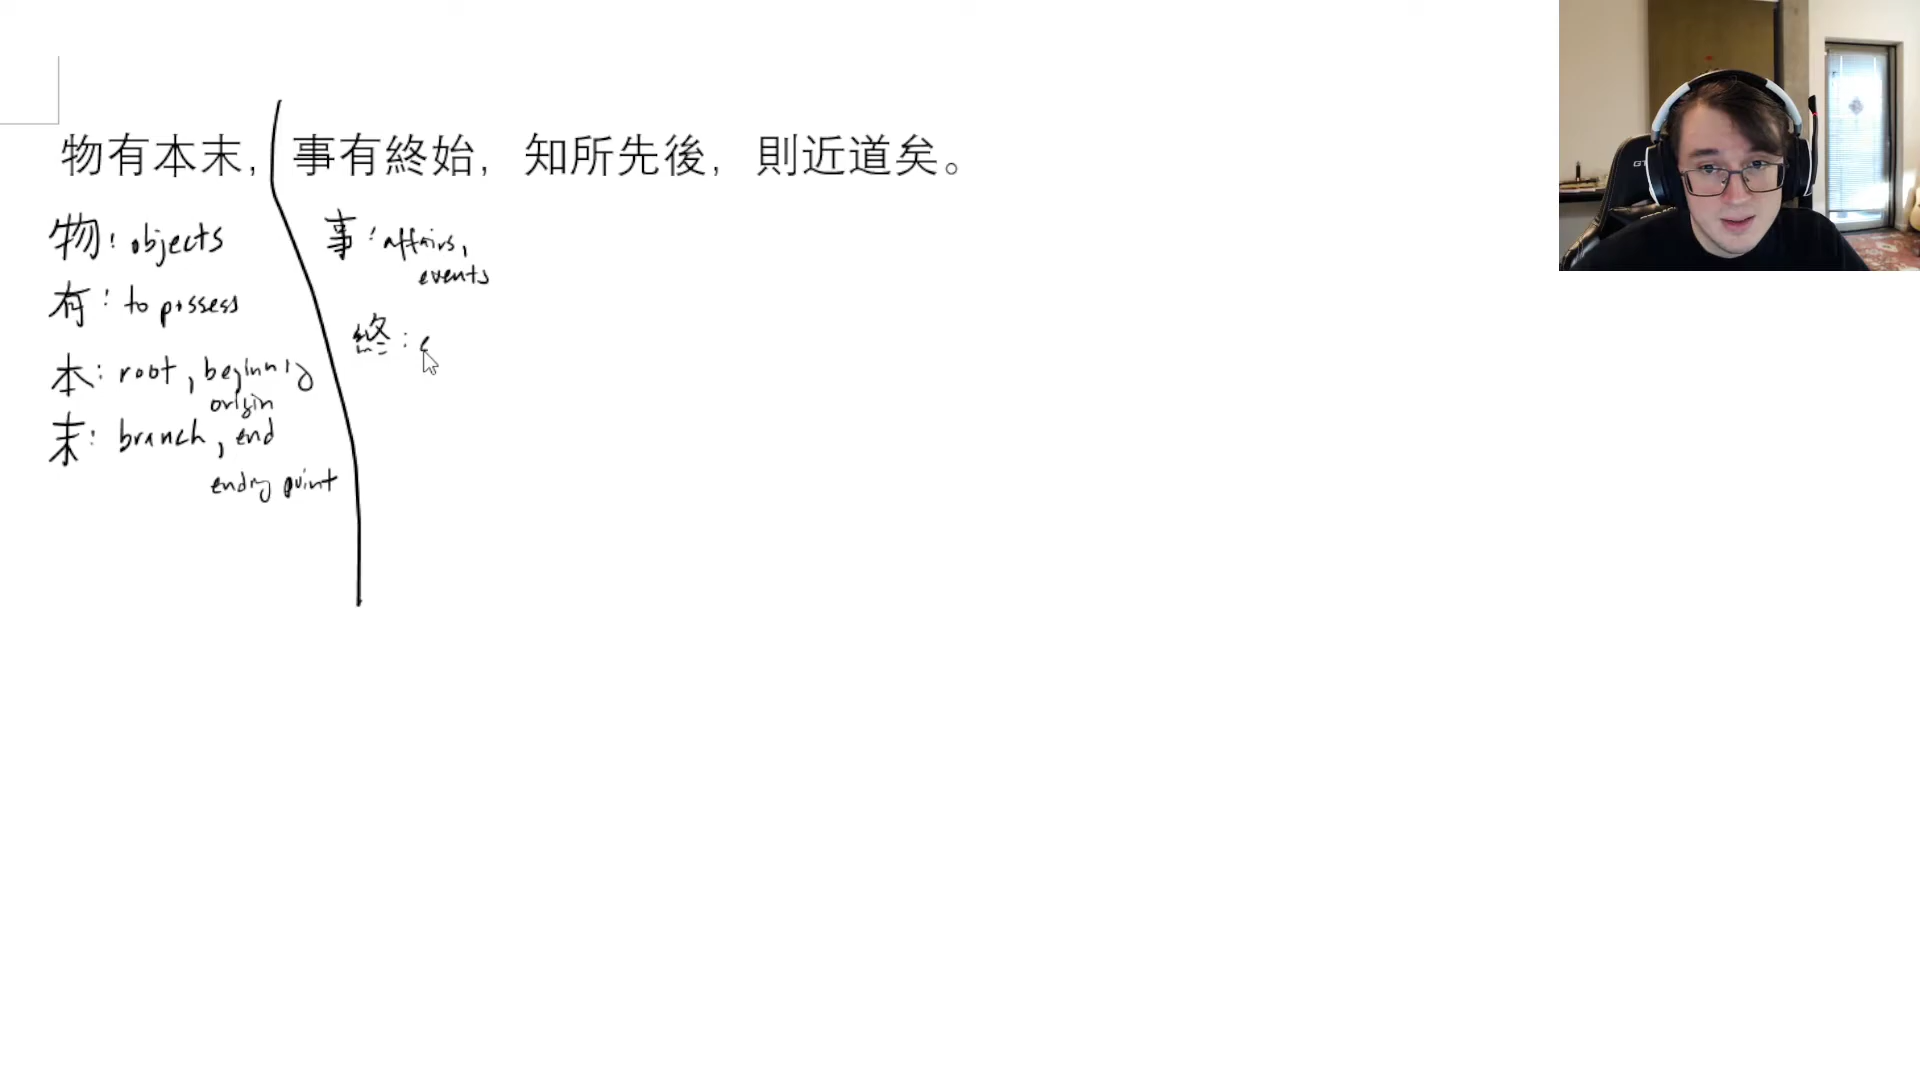 物有本末，事有終始，知所先後，則近道矣。
物: objects
有: to possess
本: root, beginning
origin
末: branch, end
ending point
事: affairs,
events
終: e
GT